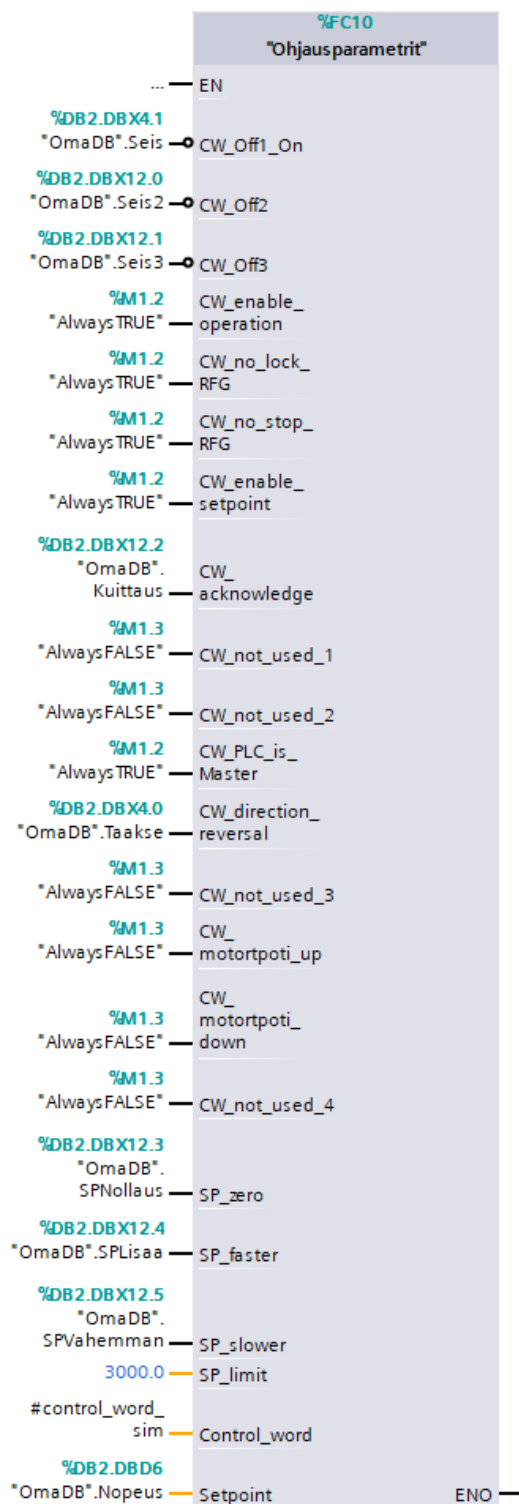 %FC10
"Ohjausparametrit"
... EN
%DB2.DBX4.1
"OmaDB".Seis CW_Off1_On
%DB2.DBX12.0
"OmaDB".Seis2 CW_Off2
%DB2.DBX12.1
"OmaDB".Seis3 CW_Off3
%M1.2 CW_enable_
"AlwaysTRUE" operation
%M1.2 CW_no_lock_
"AlwaysTRUE" RFG
%M1.2 CW_no_stop_
"AlwaysTRUE" RFG
%M1.2 CW_enable_
"AlwaysTRUE" setpoint
%DB2.DBX12.2
"OmaDB". CW_
Kuittaus acknowledge
%M1.3
"AlwaysFALSE" CW_not_used_1
%M1.3
"AlwaysFALSE" CW_not_used_2
%M1.2 CW_PLC_is_
"AlwaysTRUE" Master
%DB2.DBX4.0 CW_direction_
"OmaDB".Taakse reversal
%M1.3
"AlwaysFALSE" CW_not_used_3
%M1.3 CW_
"AlwaysFALSE" motortpoti_up
CW_
%M1.3 motortpoti_
"AlwaysFALSE" down
%M1.3
"AlwaysFALSE" CW_not_used_4
%DB2.DBX12.3
"OmaDB".
SPNollaus SP_zero
%DB2.DBX12.4
"OmaDB".SPLisaa SP_faster
%DB2.DBX12.5
"OmaDB".
SPVahemman SP_slower
3000.0 SP_limit
#control_word_
sim Control_word
%DB2.DBD6
"OmaDB".Nopeus Setpoint ENO